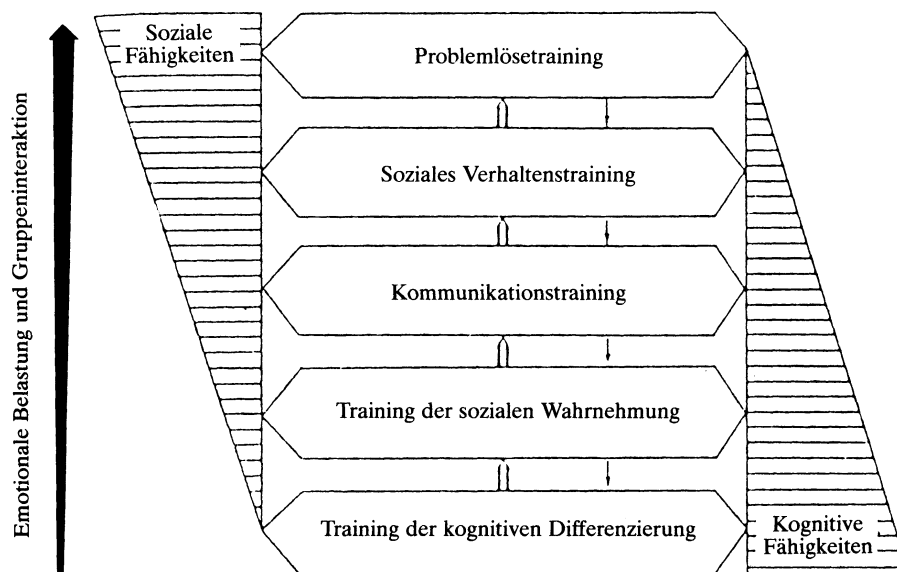 Soziale
Fähigkeiten
Problemlösetraining
Soziales Verhaltenstraining
Kommunikationstraining
Training der sozialen Wahrnehmung
Training der kognitiven Differenzierung
Kognitive
Fähigkeiten
Emotionale Belastung und Gruppeninteraktion